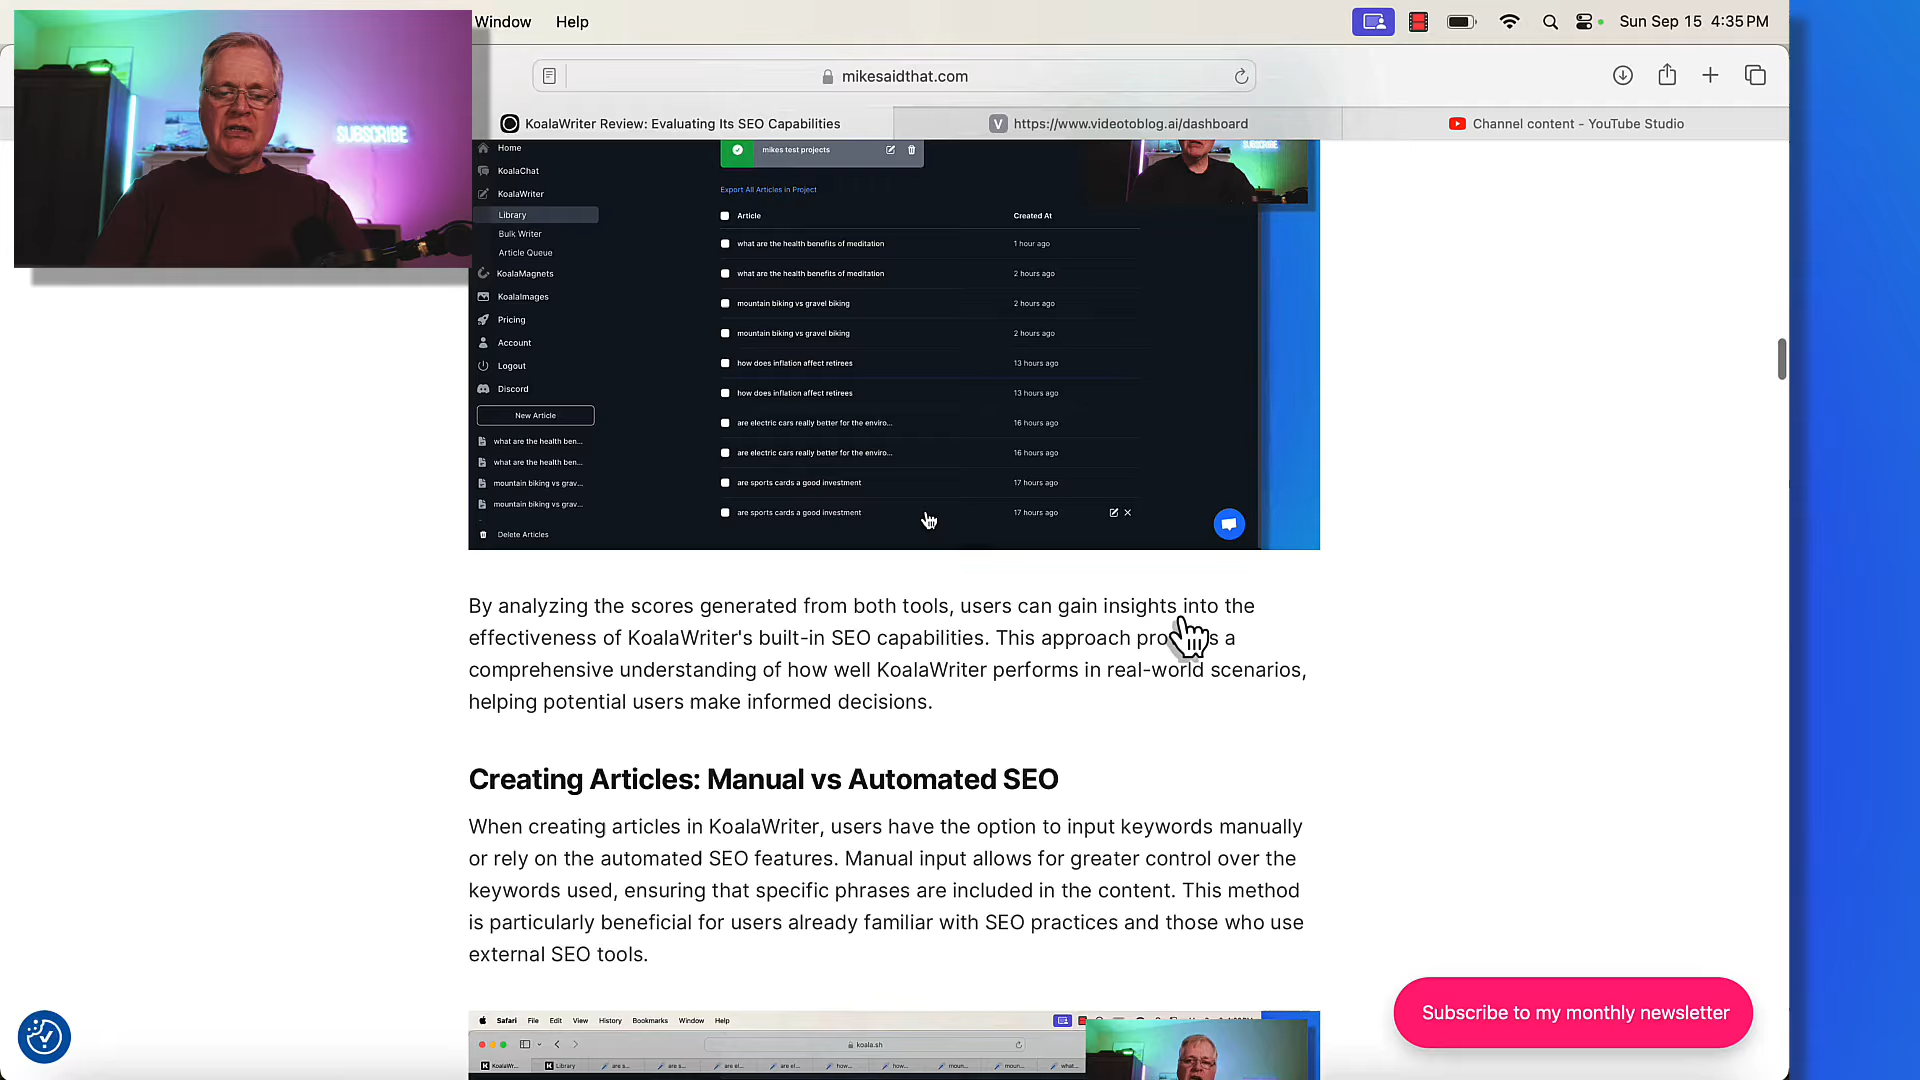 Window Help
Sun Sep 15 4:35 PM
SUBSCRIBE
mikesaidthat.com
KoalaWriter Review: Evaluating Its SEO Capabilities
V https://www.videotoblog.ai/dashboard
Channel content - YouTube Studio
Home
KoalaChat
KoalaWriter
Library
Bulk Writer
Article Queue
KoalaMagnets
KoalaImages
Pricing
Account
Logout
Discord
New Article
what are the health ben...
what are the health ben...
mountain biking vs grav...
mountain biking vs grav...
Delete Articles
mikes test projects
Export All Articles in Project
Article Created At
what are the health benefits of meditation 1 hour ago
what are the health benefits of meditation 2 hours ago
mountain biking vs gravel biking 2 hours ago
mountain biking vs gravel biking 2 hours ago
how does inflation affect retirees 13 hours ago
how does inflation affect retirees 13 hours ago
are electric cars really better for the enviro... 16 hours ago
are electric cars really better for the enviro... 16 hours ago
are sports cards a good investment 17 hours ago
are sports cards a good investment 17 hours ago
By analyzing the scores generated from both tools, users can gain insights into the
effectiveness of KoalaWriter's built-in SEO capabilities. This approach a
comprehensive understanding of how well KoalaWriter performs in real-world scenarios,
helping potential users make informed decisions.
Creating Articles: Manual vs Automated SEO
When creating articles in KoalaWriter, users have the option to input keywords manually
or rely on the automated SEO features. Manual input allows for greater control over the
keywords used, ensuring that specific phrases are included in the content. This method
is particularly beneficial for users already familiar with SEO practices and those who use
external SEO tools.
Subscribe to my monthly newsletter
Safari File Edit View History Bookmarks Window Help
koala.sh
KoalaWr... Library are s... are s... are el... are el... how... how... moun... moun... what...